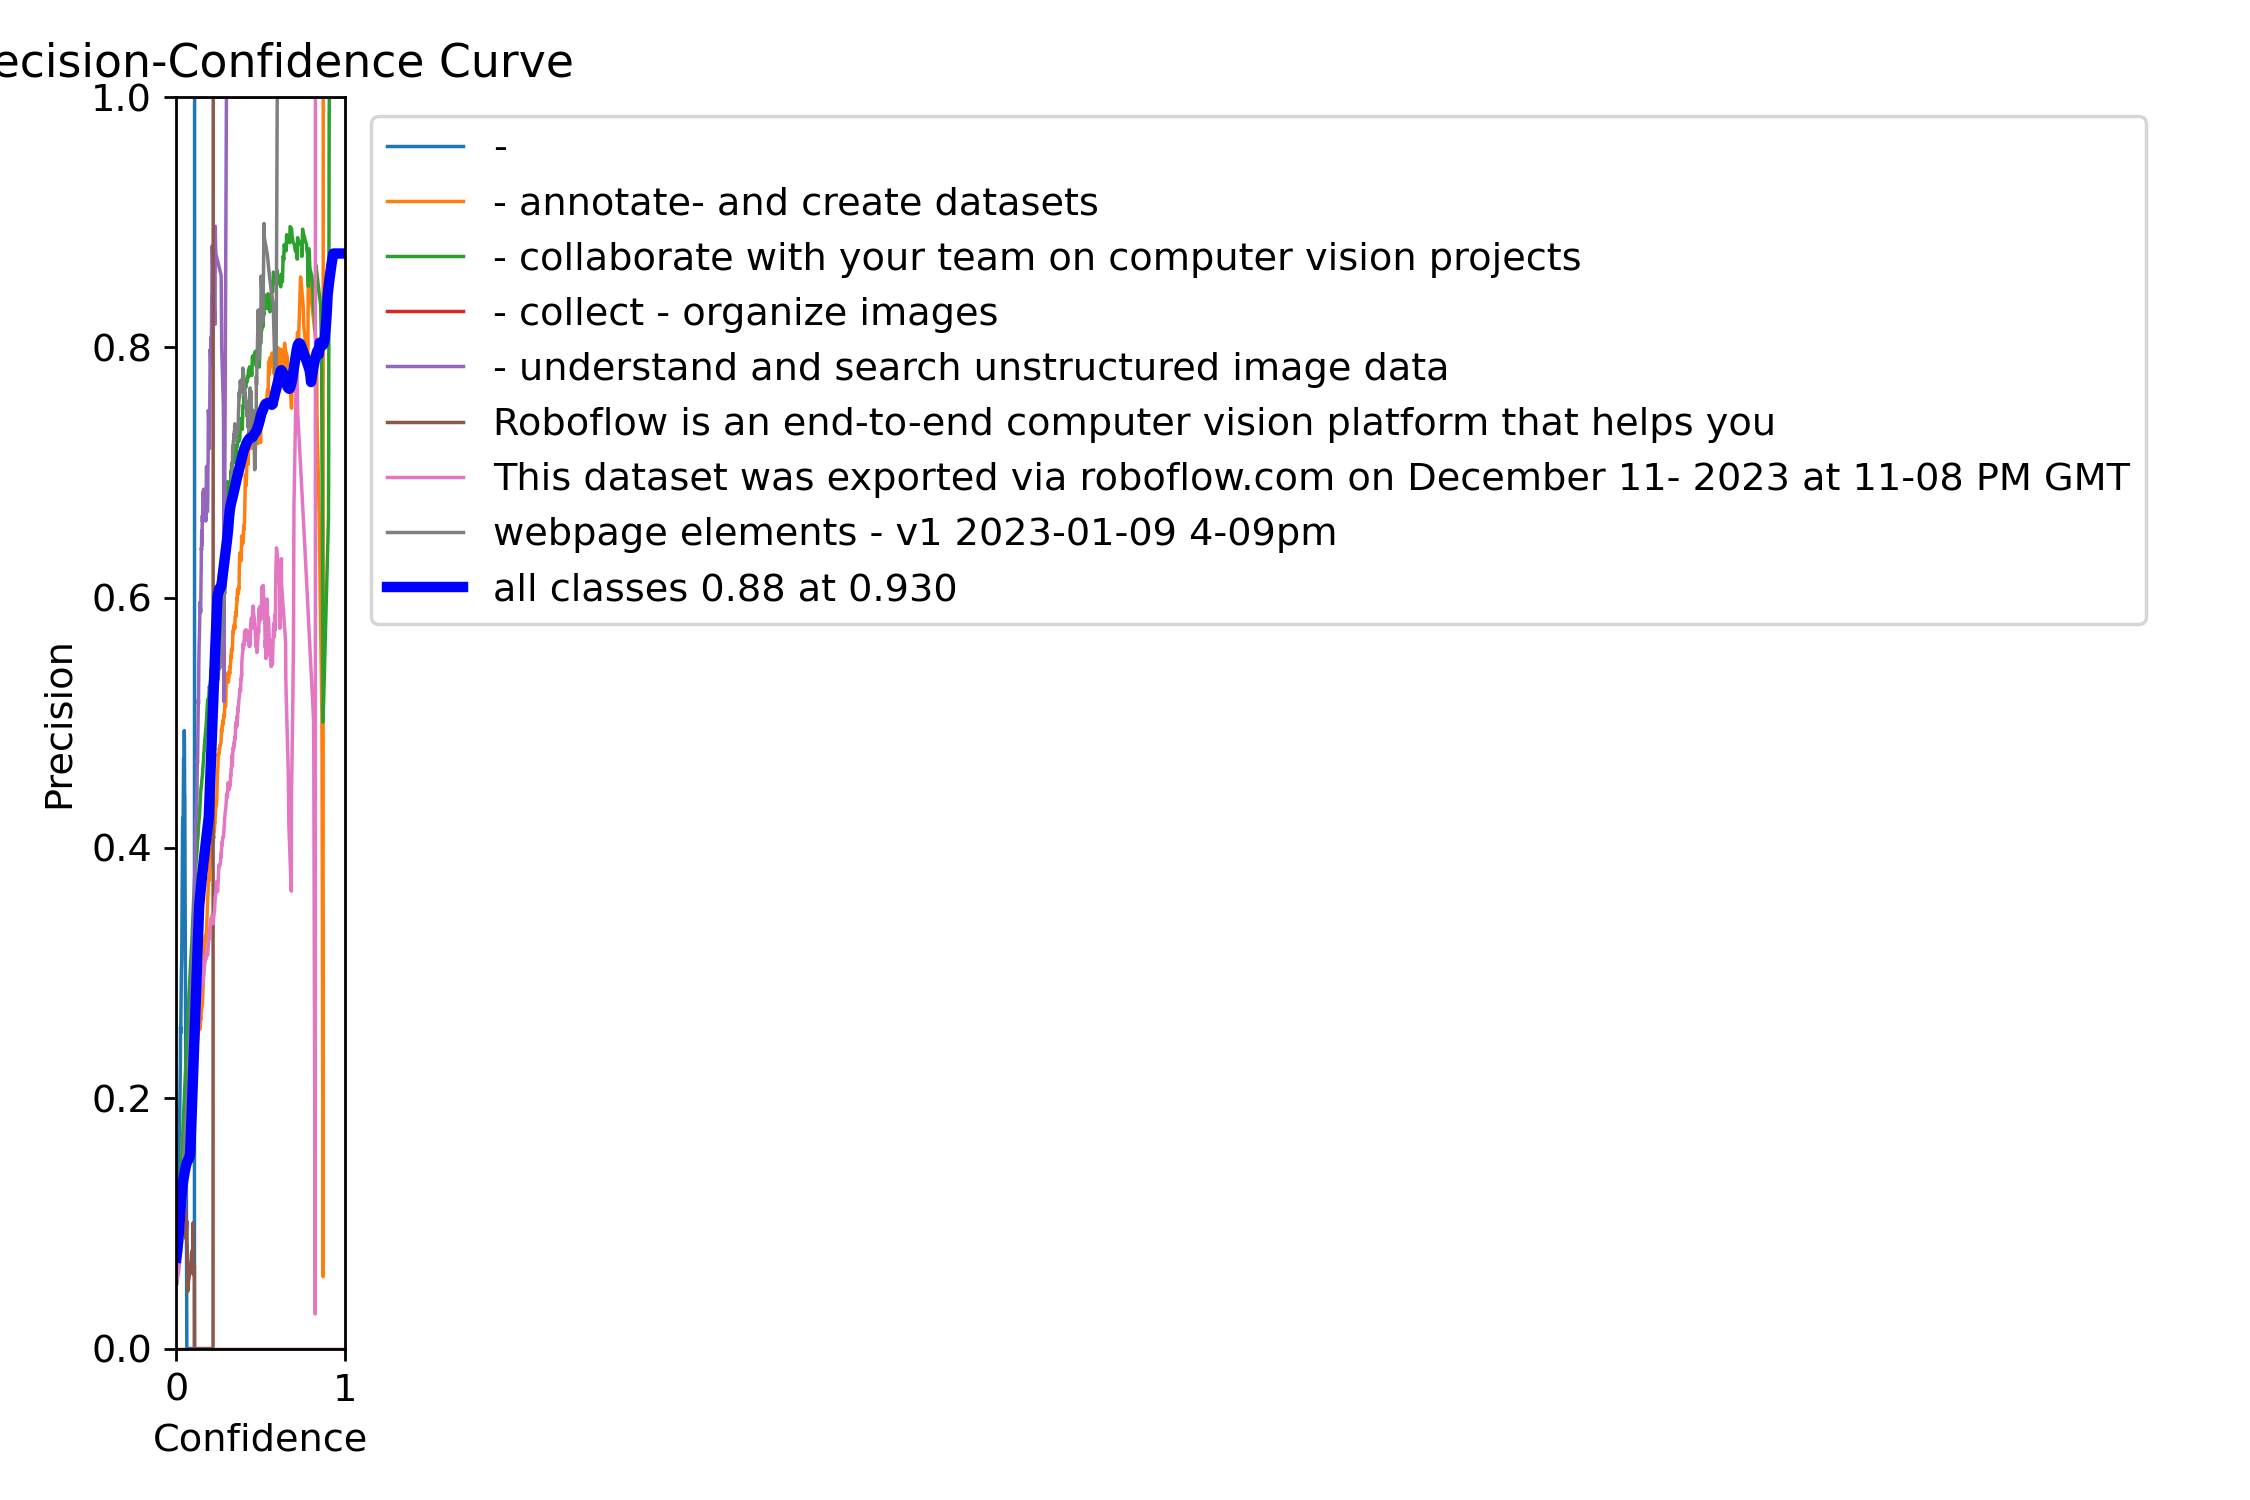 ecision-Confidence Curve
1.0
0.8
0.6
0.4
0.2
0.0
Precision
0 1
Confidence
-
- annotate- and create datasets
- collaborate with your team on computer vision projects
- collect - organize images
- understand and search unstructured image data
Roboflow is an end-to-end computer vision platform that helps you
This dataset was exported via roboflow.com on December 11- 2023 at 11-08 PM GMT
webpage elements - v1 2023-01-09 4-09pm
all classes 0.88 at 0.930